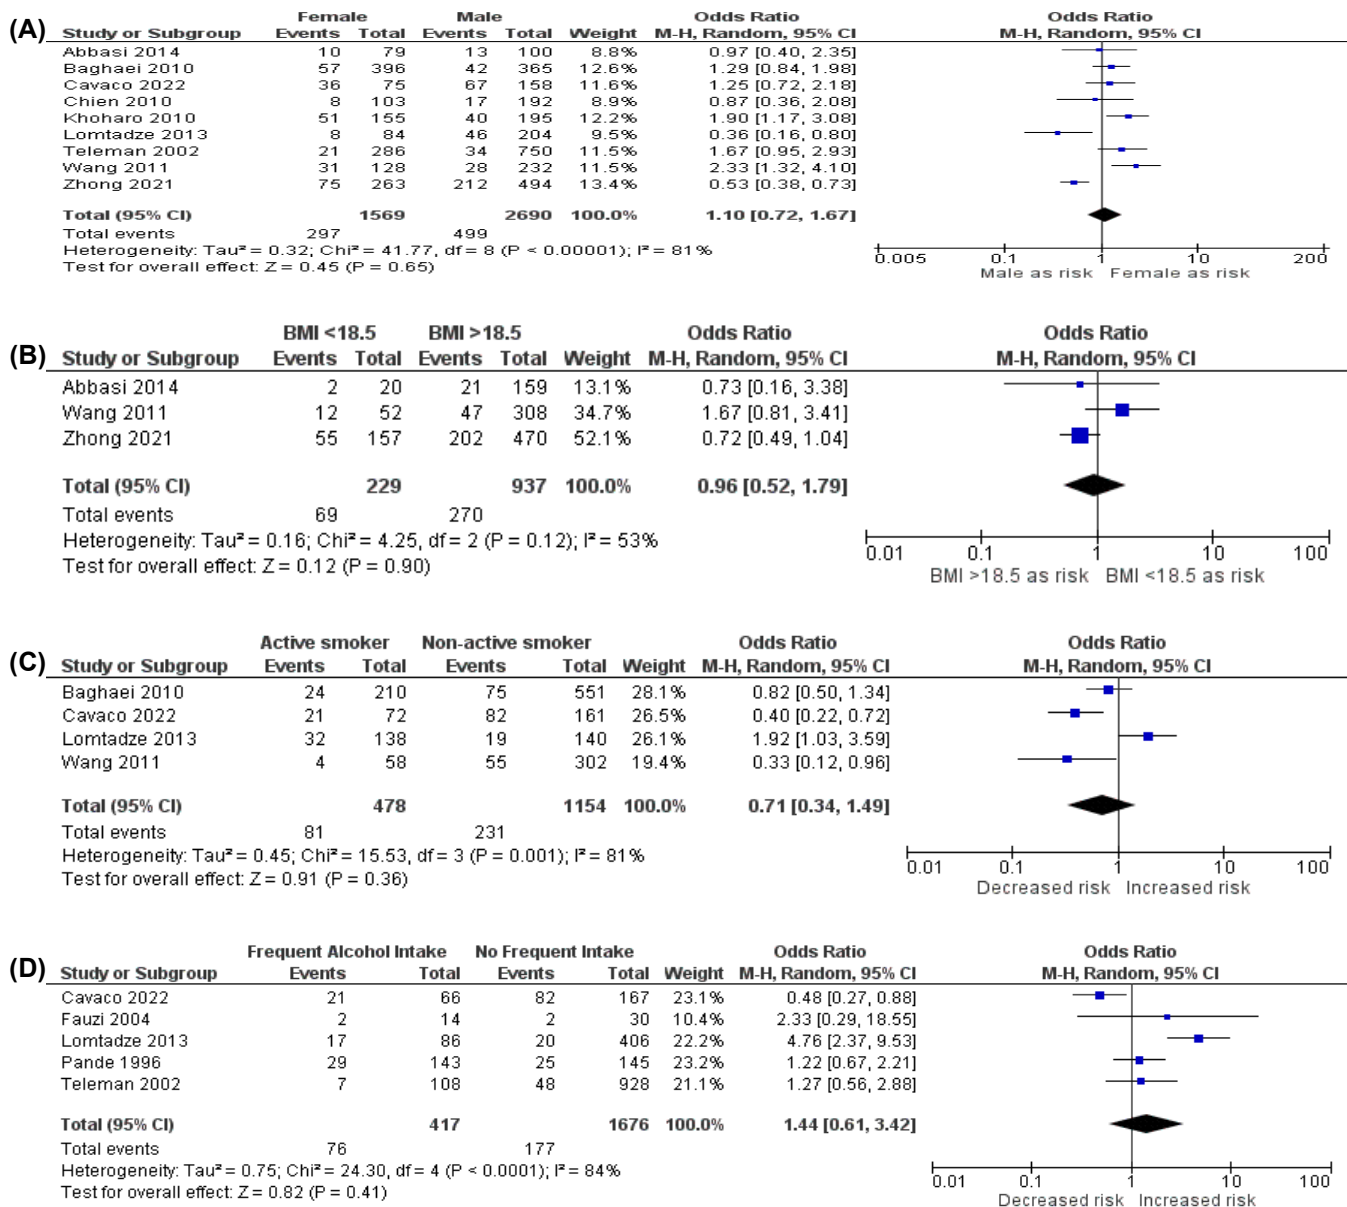 (A)
Female Male Odds Ratio Odds Ratio
Study or Subgroup Events Total Events Total Weight M-H, Random, 95% CI M-H, Random, 95% CI
Abbasi 2014 10 79 13 100 8.8% 0.97 [0.40, 2.35]
Baghaei 2010 57 396 42 365 12.6% 1.29 [0.84, 1.98]
Cavaco 2022 36 75 67 158 11.6% 1.25 [0.72, 2.18]
Chien 2010 8 103 17 192 8.9% 0.87 [0.36, 2.08]
Khoharo 2010 51 155 40 195 12.2% 1.90 [1.17, 3.08]
Lomtadze 2013 8 84 46 204 9.5% 0.36 [0.16, 0.80]
Teleman 2002 21 286 34 750 11.5% 1.67 [0.95, 2.93]
Wang 2011 31 128 28 232 11.5% 2.33 [1.32, 4.10]
Zhong 2021 75 263 212 494 13.4% 0.53 [0.38, 0.73]
Total (95% CI) 1569 2690 100.0% 1.10 [0.72, 1.67]
Total events 297 499
Heterogeneity: Tau² = 0.32; Chi² = 41.77, df = 8 (P < 0.00001); I² = 81%
Test for overall effect: Z = 0.45 (P = 0.65)
0.005 0.1 1 10 200
Male as risk Female as risk
(B)
BMI <18.5 BMI >18.5 Odds Ratio Odds Ratio
Study or Subgroup Events Total Events Total Weight M-H, Random, 95% CI M-H, Random, 95% CI
Abbasi 2014 2 20 21 159 13.1% 0.73 [0.16, 3.38]
Wang 2011 12 52 47 308 34.7% 1.67 [0.81, 3.41]
Zhong 2021 55 157 202 470 52.1% 0.72 [0.49, 1.04]
Total (95% CI) 229 937 100.0% 0.96 [0.52, 1.79]
Total events 69 270
Heterogeneity: Tau² = 0.16; Chi² = 4.25, df = 2 (P = 0.12); I² = 53%
Test for overall effect: Z = 0.12 (P = 0.90)
0.01 0.1 1 10 100
BMI >18.5 as risk BMI <18.5 as risk
(C)
Active smoker Non-active smoker Odds Ratio Odds Ratio
Study or Subgroup Events Total Events Total Weight M-H, Random, 95% CI M-H, Random, 95% CI
Baghaei 2010 24 210 75 551 28.1% 0.82 [0.50, 1.34]
Cavaco 2022 21 72 82 161 26.5% 0.40 [0.22, 0.72]
Lomtadze 2013 32 138 19 140 26.1% 1.92 [1.03, 3.59]
Wang 2011 4 58 55 302 19.4% 0.33 [0.12, 0.96]
Total (95% CI) 478 1154 100.0% 0.71 [0.34, 1.49]
Total events 81 231
Heterogeneity: Tau² = 0.45; Chi² = 15.53, df = 3 (P = 0.001); I² = 81%
Test for overall effect: Z = 0.91 (P = 0.36)
0.01 0.1 1 10 100
Decreased risk Increased risk
(D)
Frequent Alcohol Intake No Frequent Intake Odds Ratio Odds Ratio
Study or Subgroup Events Total Events Total Weight M-H, Random, 95% CI M-H, Random, 95% CI
Cavaco 2022 21 66 82 167 23.1% 0.48 [0.27, 0.88]
Fauzi 2004 2 14 2 30 10.4% 2.33 [0.29, 18.55]
Lomtadze 2013 17 86 20 406 22.2% 4.76 [2.37, 9.53]
Pande 1996 29 143 25 145 23.2% 1.22 [0.67, 2.21]
Teleman 2002 7 108 48 928 21.1% 1.27 [0.56, 2.88]
Total (95% CI) 417 1676 100.0% 1.44 [0.61, 3.42]
Total events 76 177
Heterogeneity: Tau² = 0.75; Chi² = 24.30, df = 4 (P < 0.0001); I² = 84%
Test for overall effect: Z = 0.82 (P = 0.41)
0.01 0.1 1 10 100
Decreased risk Increased risk